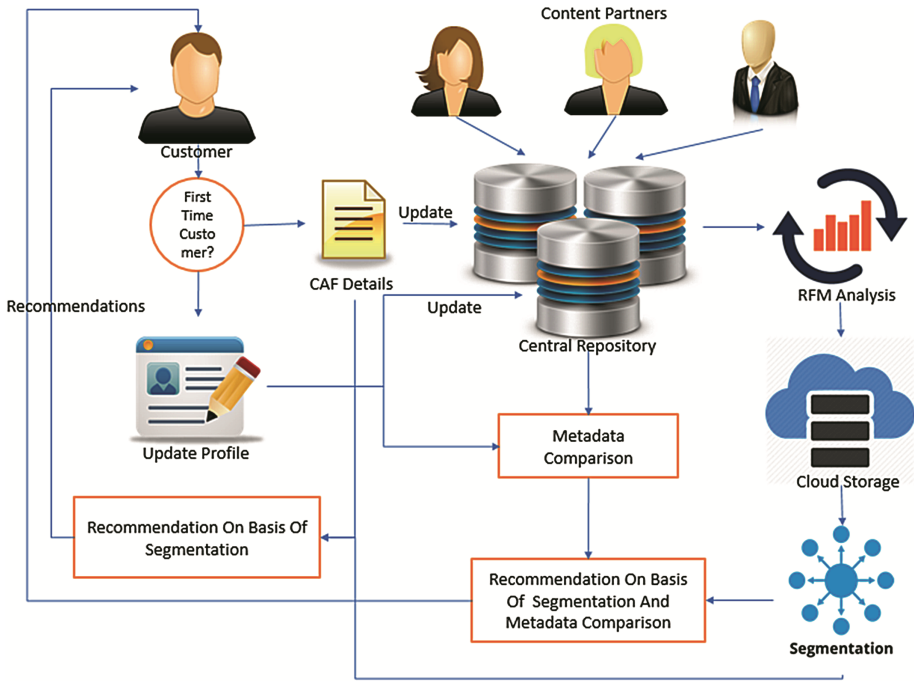 Content Partners
Customer
First
Time
Custo
mer?
Update
CAF Details
RFM Analysis
Recommendations
Update
Central Repository
Update Profile
Metadata
Comparison
Cloud Storage
Recommendation On Basis Of
Segmentation
Recommendation On Basis
Of Segmentation And
Metadata Comparison
Segmentation